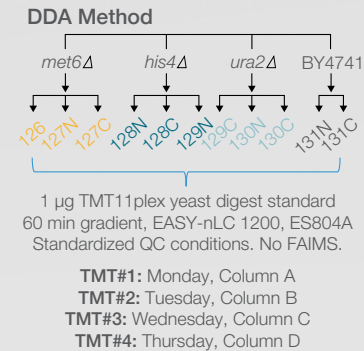 DDA Method
met6Δ his4Δ ura2Δ BY4741
126 127N 127C 128N 128C 129N 129C 130N 130C 131N 131C
1 µg TMT11plex yeast digest standard
60 min gradient, EASY-nLC 1200, ES804A
Standardized QC conditions. No FAIMS.
TMT#1: Monday, Column A
TMT#2: Tuesday, Column B
TMT#3: Wednesday, Column C
TMT#4: Thursday, Column D